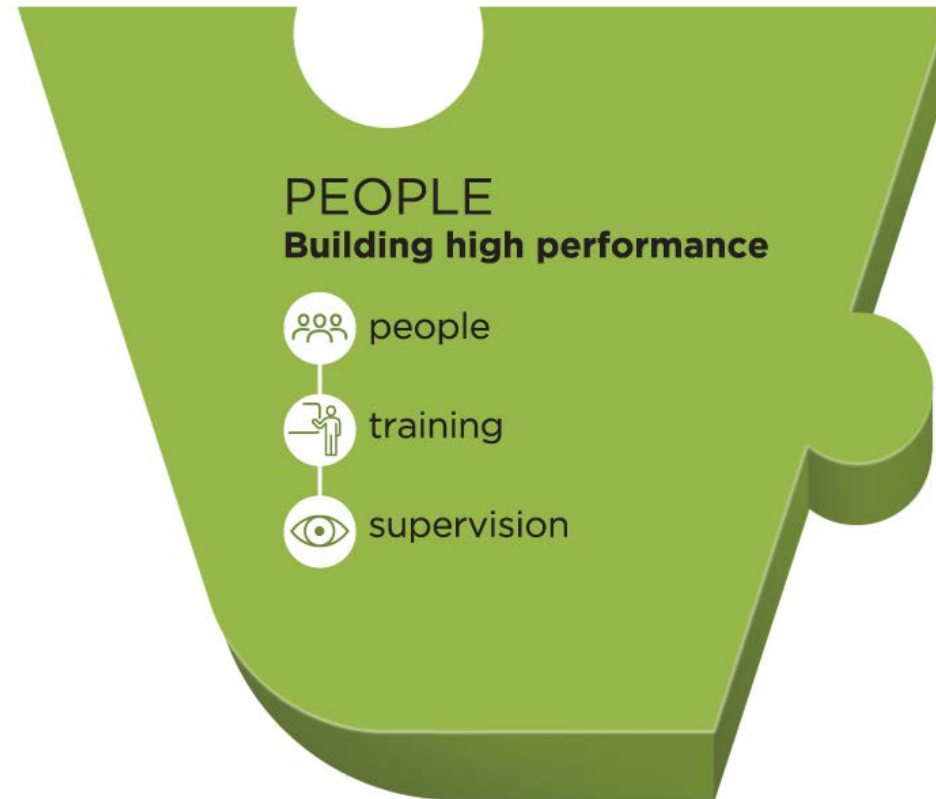 PEOPLE
Building high performance
people
training
supervision